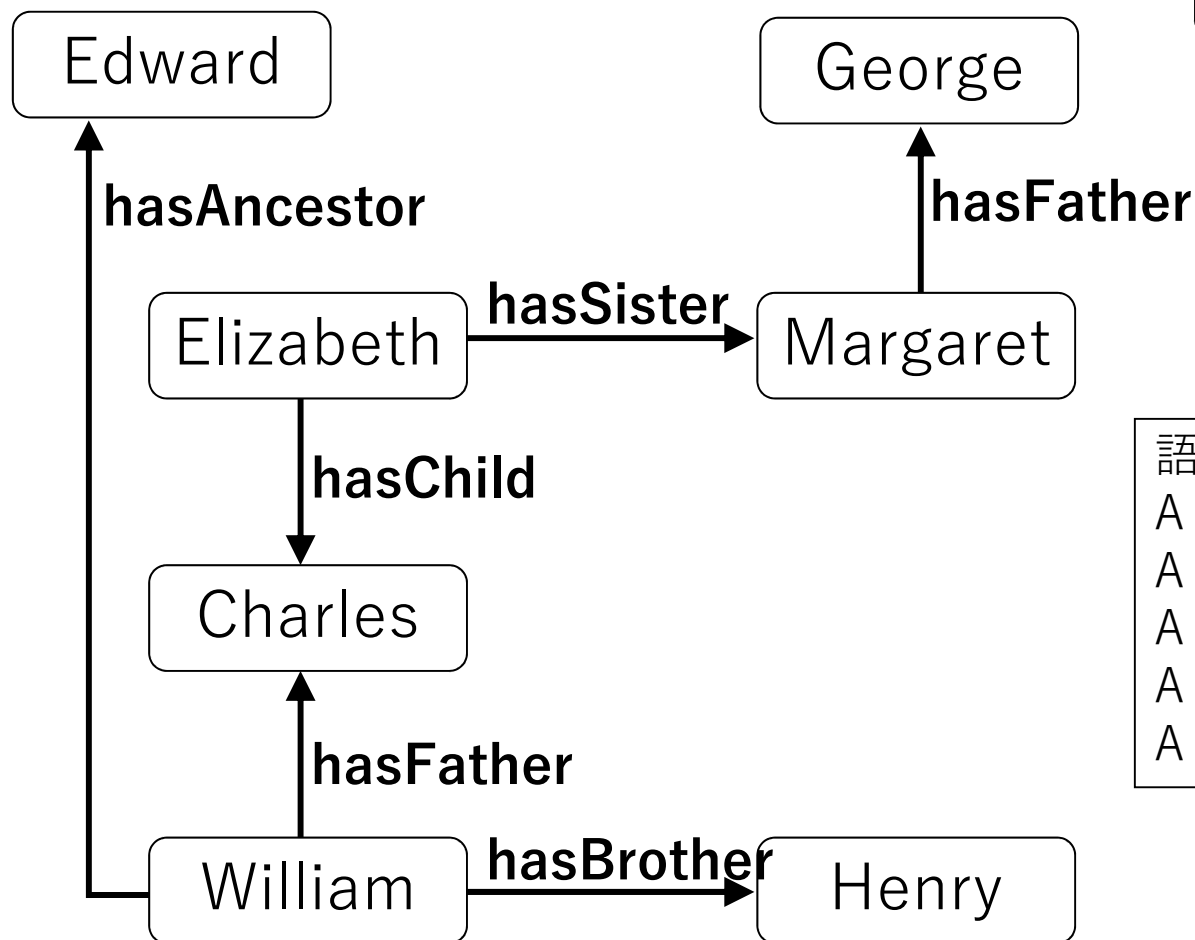 Edward
George
hasAncestor
hasFather
Elizabeth
hasSister
Margaret
hasChild
Charles
hasFather
William
hasBrother
Henry
語
A
A
A
A
A